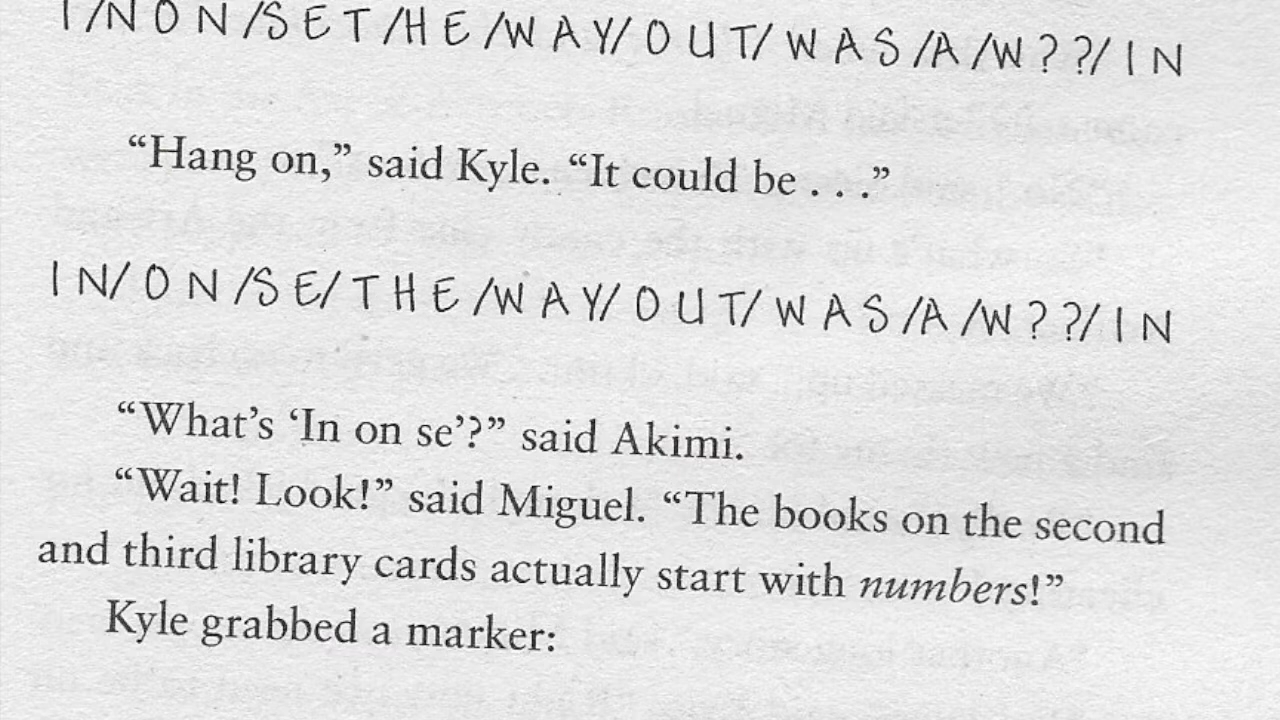 I/N O N/S E T/H E/W A Y/O U T/W A S/A/W ? ?/I N
“Hang on,” said Kyle. “It could be . . .”
I N/O N/S E/T H E/W A Y/O U T/W A S/A/W ? ?/I N
“What’s ‘In on se’?” said Akimi.
“Wait! Look!” said Miguel. “The books on the second
and third library cards actually start with numbers!”
Kyle grabbed a marker: